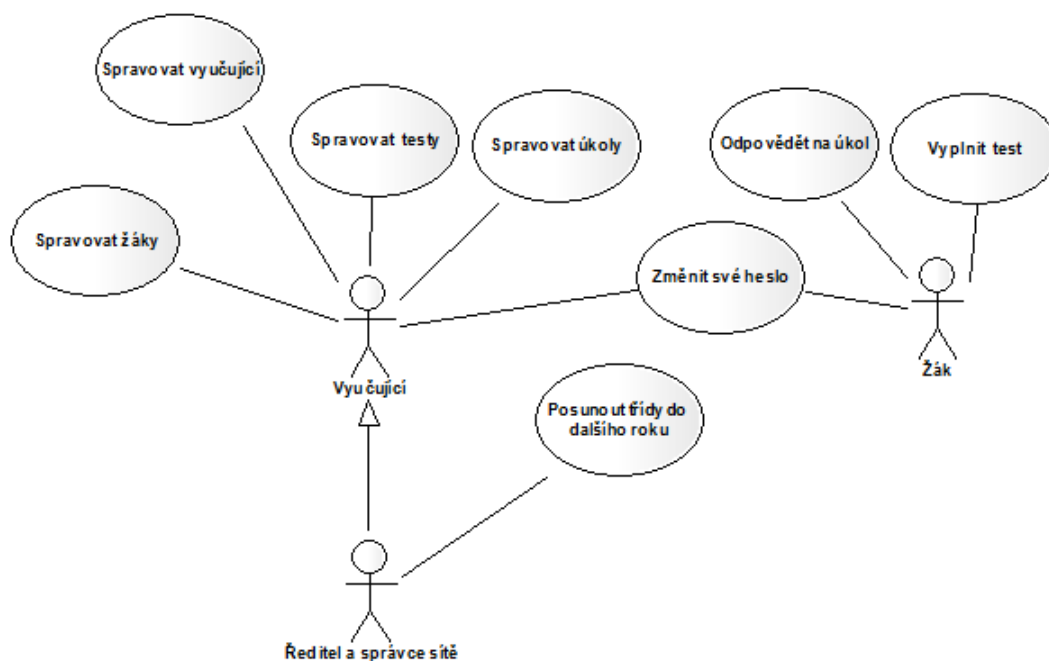 Spravovat vyučující
Spravovat testy
Spravovat úkoly
Odpovědět na úkol
Vyplnit test
Spravovat žáky
Změnit své heslo
Vyučující
Žák
Posunout třídy do
dalšího roku
Ředitel a správce sítě